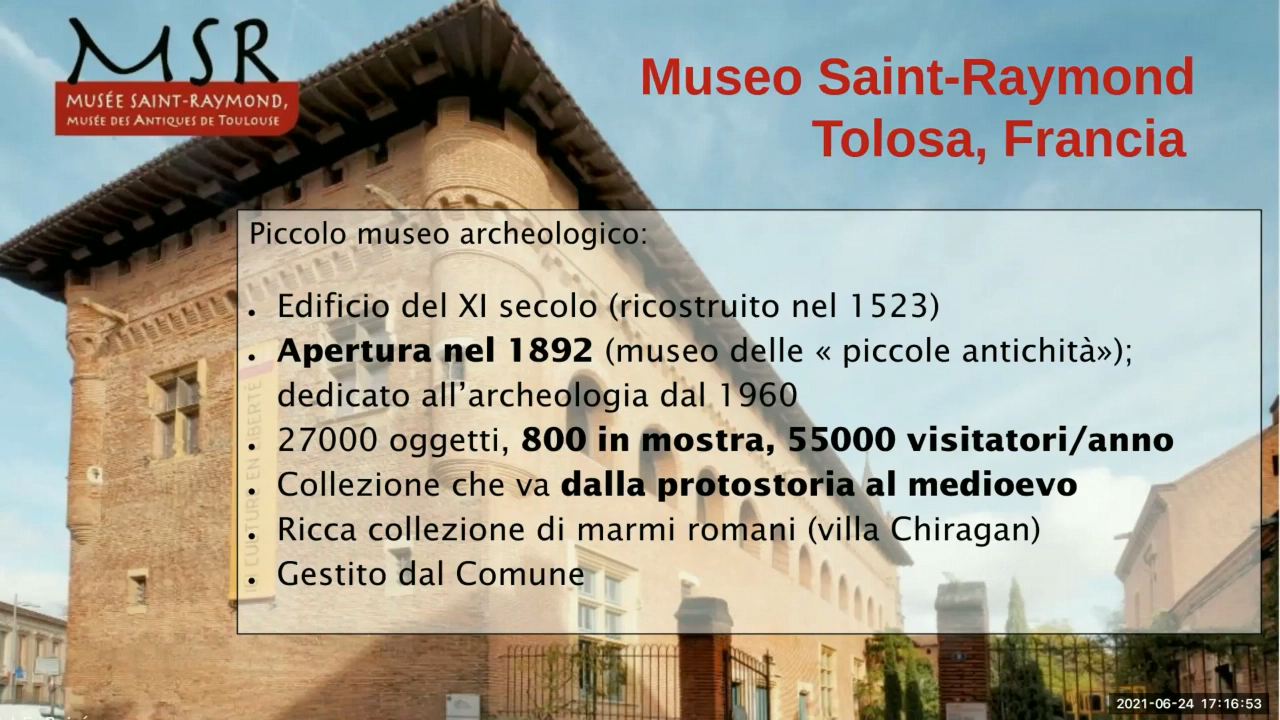 MSR
MUSÉE SAINT-RAYMOND,
MUSÉE DES ANTIQUES DE TOULOUSE
Museo Saint-Raymond
Tolosa, Francia
Piccolo museo archeologico:
• Edificio del XI secolo (ricostruito nel 1523)
• Apertura nel 1892 (museo delle « piccole antichità»);
dedicato all’archeologia dal 1960
• 27000 oggetti, 800 in mostra, 55000 visitatori/anno
• Collezione che va dalla protostoria al medioevo
• Ricca collezione di marmi romani (villa Chiragan)
• Gestito dal Comune
CULTURE EN LIBERTÉ
2021-06-24 17:16:53